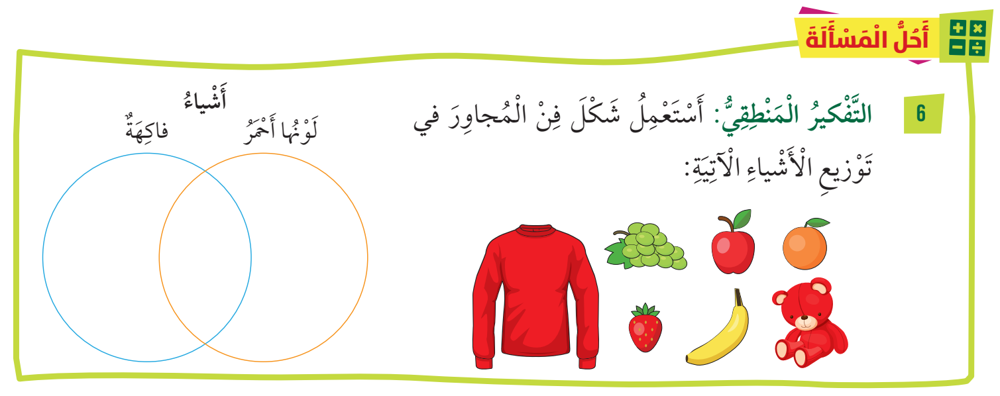 أَحُلُّ الْمَسْأَلَةَ
6
التَّفْكيرُ الْمَنْطِقِيُّ: أَسْتَعْمِلُ شَكْلَ فِنْ الْمُجاوِرَ في
تَوْزيعِ الْأَشْياءِ الْآتِيَةِ:
أَشْياءُ
لَوْنُها أَحْمَرُ
فاكِهَةٌ